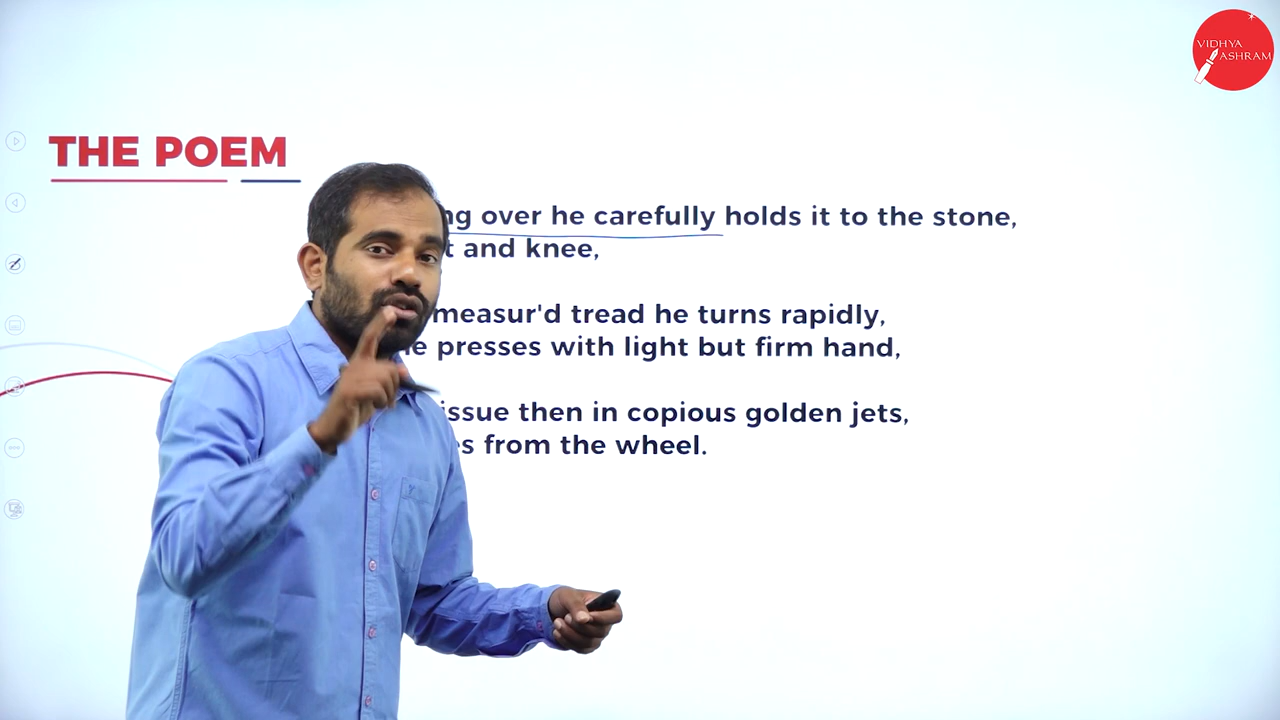 VIDHYA
ASHRAM
THE POEM
over he carefully holds it to the stone,
and knee,
measur'd tread he turns rapidly,
presses with light but firm hand,
issue then in copious golden jets,
from the wheel.